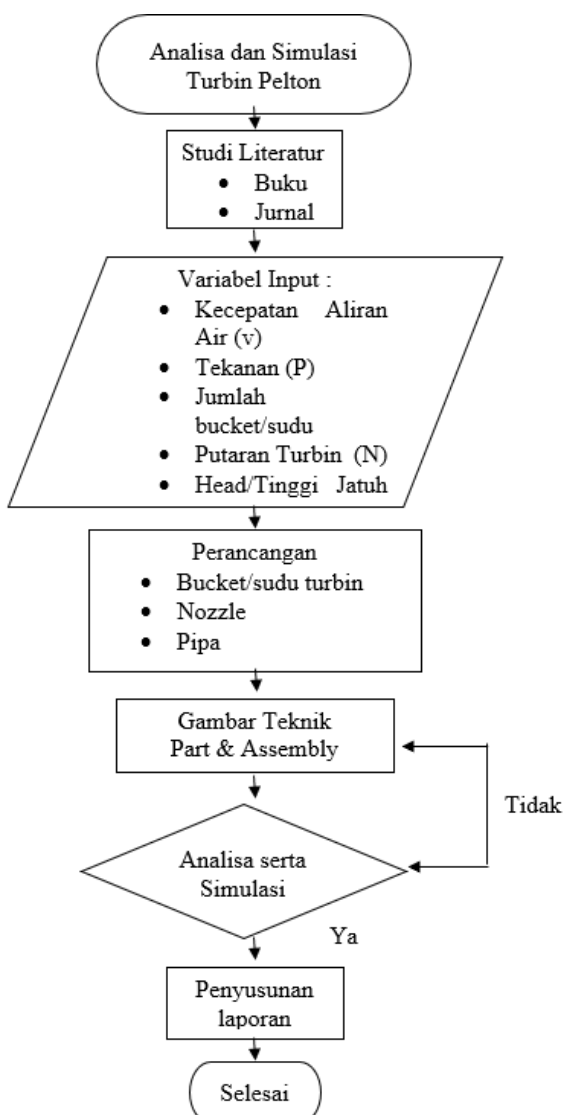 Analisa dan Simulasi
Turbin Pelton
Studi Literatur
• Buku
• Jurnal
Variabel Input :
• Kecepatan Aliran
Air (v)
• Tekanan (P)
• Jumlah
bucket/sudu
• Putaran Turbin (N)
• Head/Tinggi Jatuh
Perancangan
• Bucket/sudu turbin
• Nozzle
• Pipa
Gambar Teknik
Part & Assembly
Tidak
Analisa serta
Simulasi
Ya
Penyusunan
laporan
Selesai